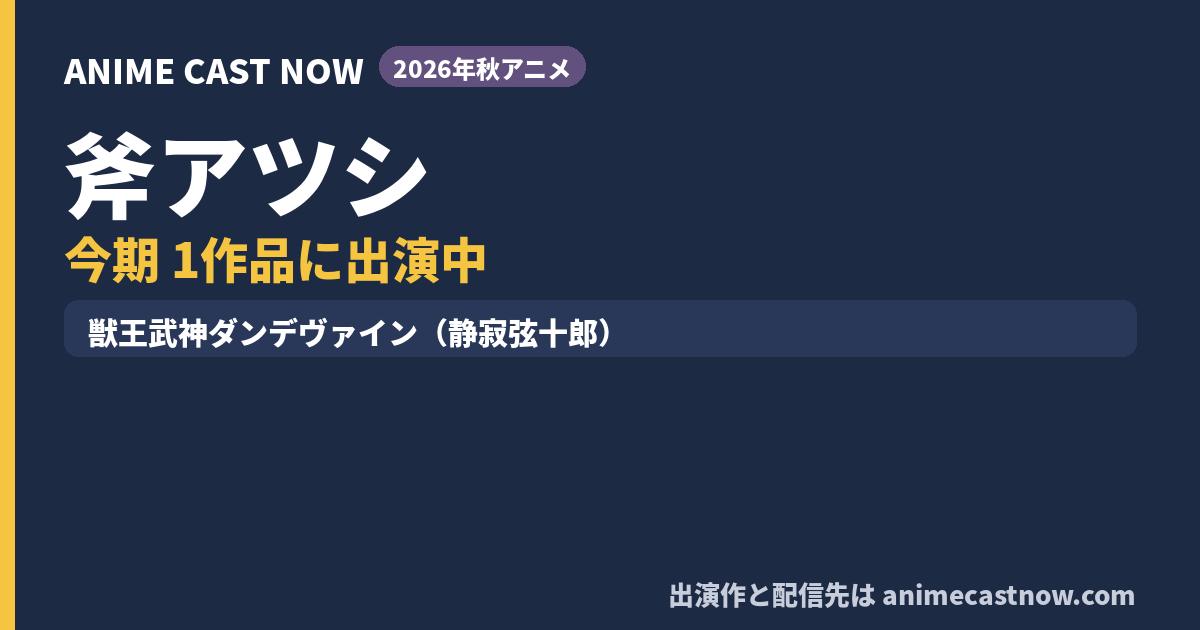 ANIME CAST NOW 2026年秋アニメ
斧アツシ
今期 1作品に出演中
獣王武神ダンデヴァイン（静寂弦十郎）
出演作と配信先は animecastnow.com